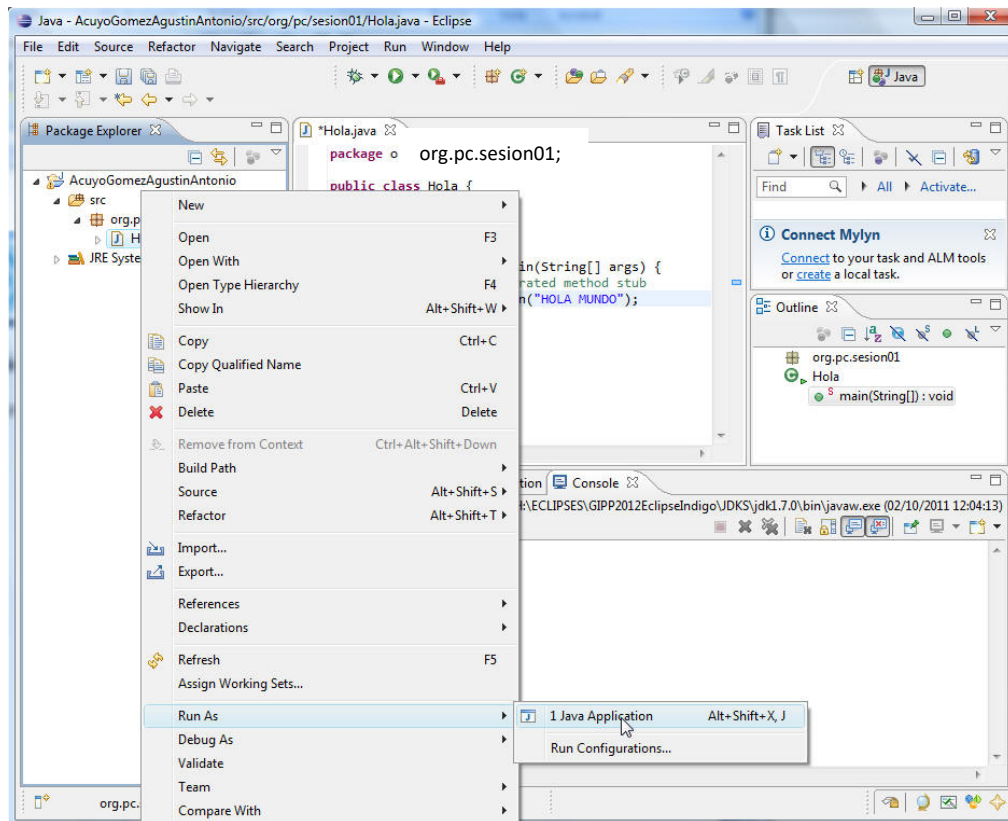 Java - AcuyoGomezAgustinAntonio/src/org/pc/sesion01/Hola.java - Eclipse
File Edit Source Refactor Navigate Search Project Run Window Help
Java
Package Explorer
AcuyoGomezAgustinAntonio
src
org.p
H
JRE Syste
*Hola.java
package o org.pc.sesion01;
public class Hola {
in(String[] args) {
rated method stub
n("HOLA MUNDO");
New
Open F3
Open With
Open Type Hierarchy F4
Show In Alt+Shift+W
Copy Ctrl+C
Copy Qualified Name
Paste Ctrl+V
Delete Delete
Remove from Context Ctrl+Alt+Shift+Down
Build Path
Source Alt+Shift+S
Refactor Alt+Shift+T
Import...
Export...
References
Declarations
Refresh F5
Assign Working Sets...
Run As
Debug As
Validate
Team
Compare With
1 Java Application Alt+Shift+X, J
Run Configurations...
Task List
Find All Activate...
Connect Mylyn
Connect to your task and ALM tools
or create a local task.
Outline
org.pc.sesion01
Hola
S main(String[]) : void
tion Console
H:\ECLIPSES\GIPP2012EclipseIndigo\JDKS\jdk1.7.0\bin\javaw.exe (02/10/2011 12:04:13)
org.pc.